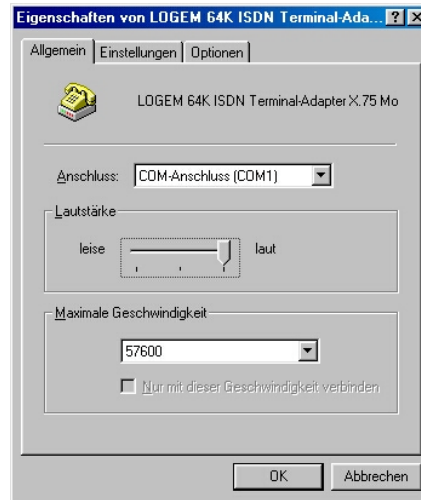 Eigenschaften von LOGEM 64K ISDN Terminal-Ada...
Allgemein Einstellungen Optionen
LOGEM 64K ISDN Terminal-Adapter X.75 Mo
Anschluss: COM-Anschluss (COM1)
Lautstärke
leise laut
Maximale Geschwindigkeit
57600
Nur mit dieser Geschwindigkeit verbinden
OK Abbrechen